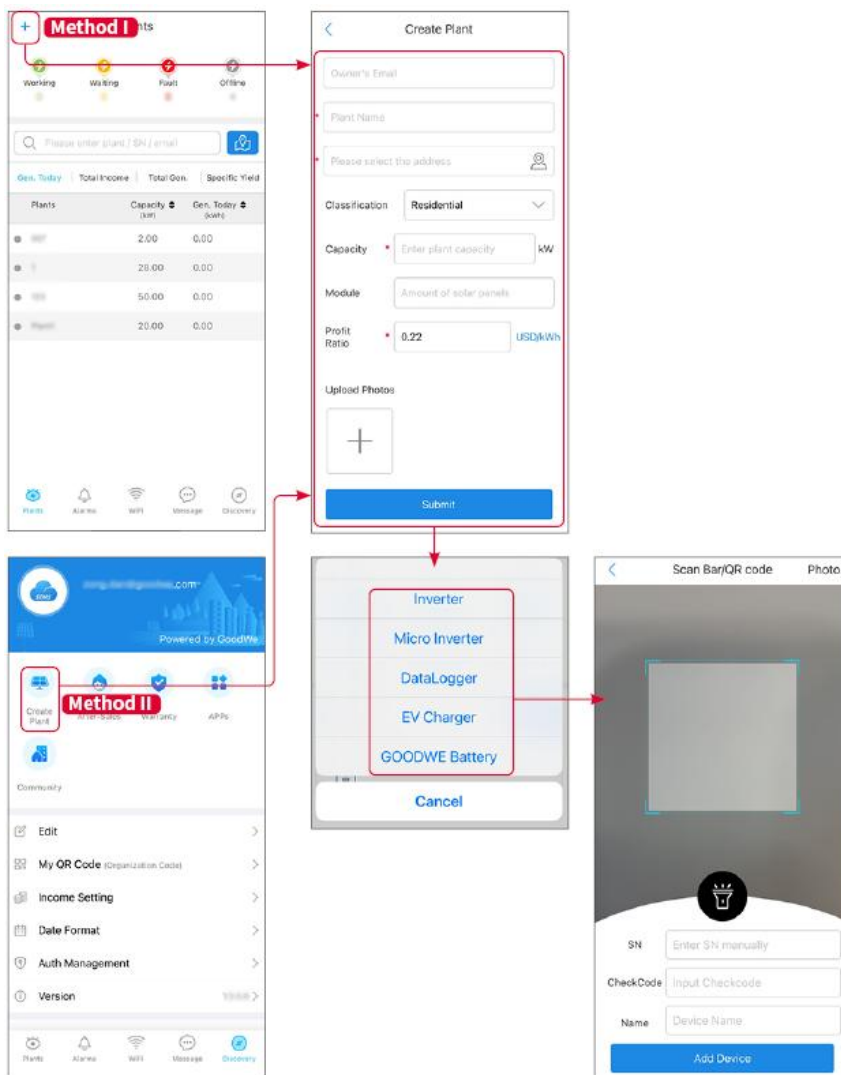 +
Method I
nts
Working
Waiting
Fault
Offline
Please enter plant / SN / email
Gen. Today
Total Income
Total Gen.
Specific Yield
Plants
Capacity
(kW)
Gen. Today
(kWh)
2.00
0.00
20.00
0.00
50.00
0.00
20.00
0.00
Plants
Alarms
WiFi
Message
Discovery
Create Plant
Owner's Email
* Plant Name
* Please select the address
Classification
Residential
Capacity *
Enter plant capacity
kW
Module
Amount of solar panels
Profit
Ratio
*
0.22
USD/kWh
Upload Photos
Submit
.com
Powered by GoodWe
Create
Plant
Method II
After-Sales
Warranty
APPs
Community
Edit
My QR Code (Organization Code)
Income Setting
Date Format
Auth Management
Version
Plants
Alarms
WiFi
Message
Discovery
Inverter
Micro Inverter
DataLogger
EV Charger
GOODWE Battery
Cancel
Scan Bar/QR code
Photo
SN
Enter SN manually
CheckCode
Input Checkcode
Name
Device Name
Add Device